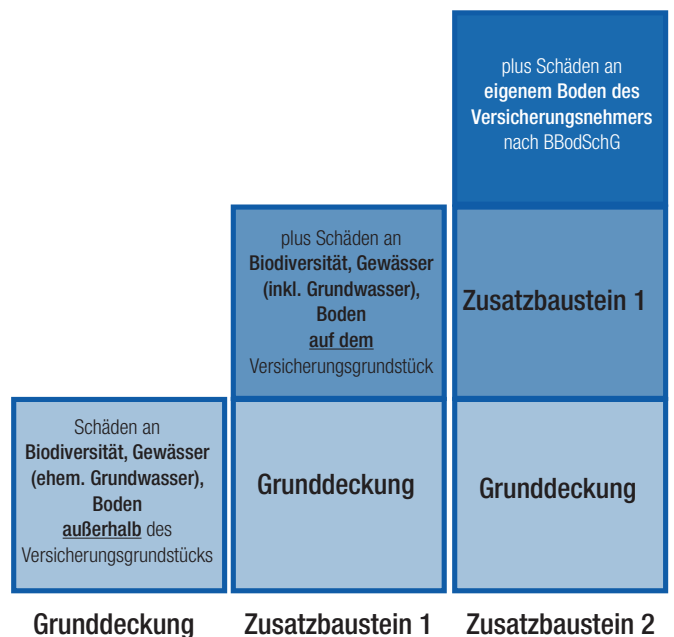 plus Schäden an
eigenem Boden des
Versicherungsnehmers
nach BBodSchG
plus Schäden an
Biodiversität, Gewässer
(inkl. Grundwasser),
Boden
auf dem
Versicherungsgrundstück
Zusatzbaustein 1
Schäden an
Biodiversität, Gewässer
(ehem. Grundwasser),
Boden
außerhalb des
Versicherungsgrundstücks
Grunddeckung
Grunddeckung
Grunddeckung
Zusatzbaustein 1
Zusatzbaustein 2